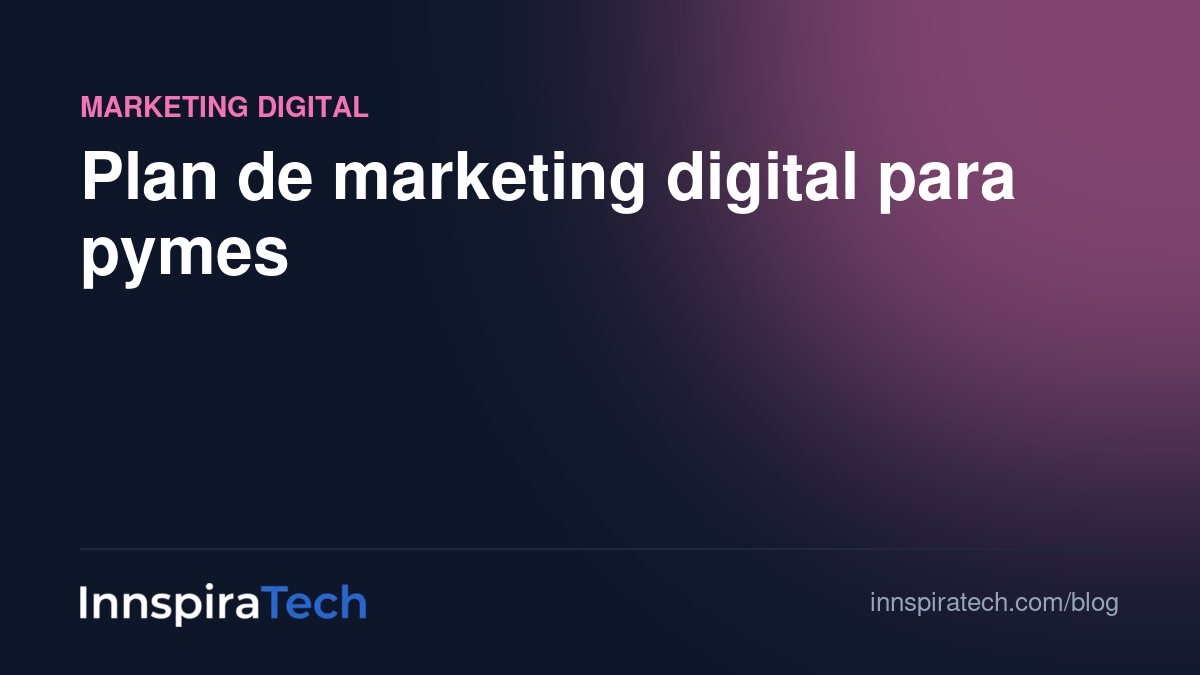 MARKETING DIGITAL
Plan de marketing digital para
pymes
InnspiraTech
innspiratech.com/blog